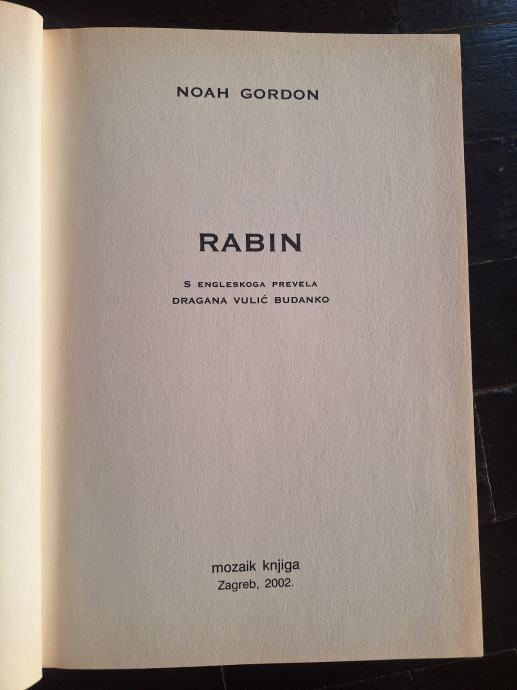 NOAH GORDON
RABIN
S ENGLESKOGA PREVELA
DRAGANA VULIĆ BUDANKO
mozaik knjiga
Zagreb, 2002.